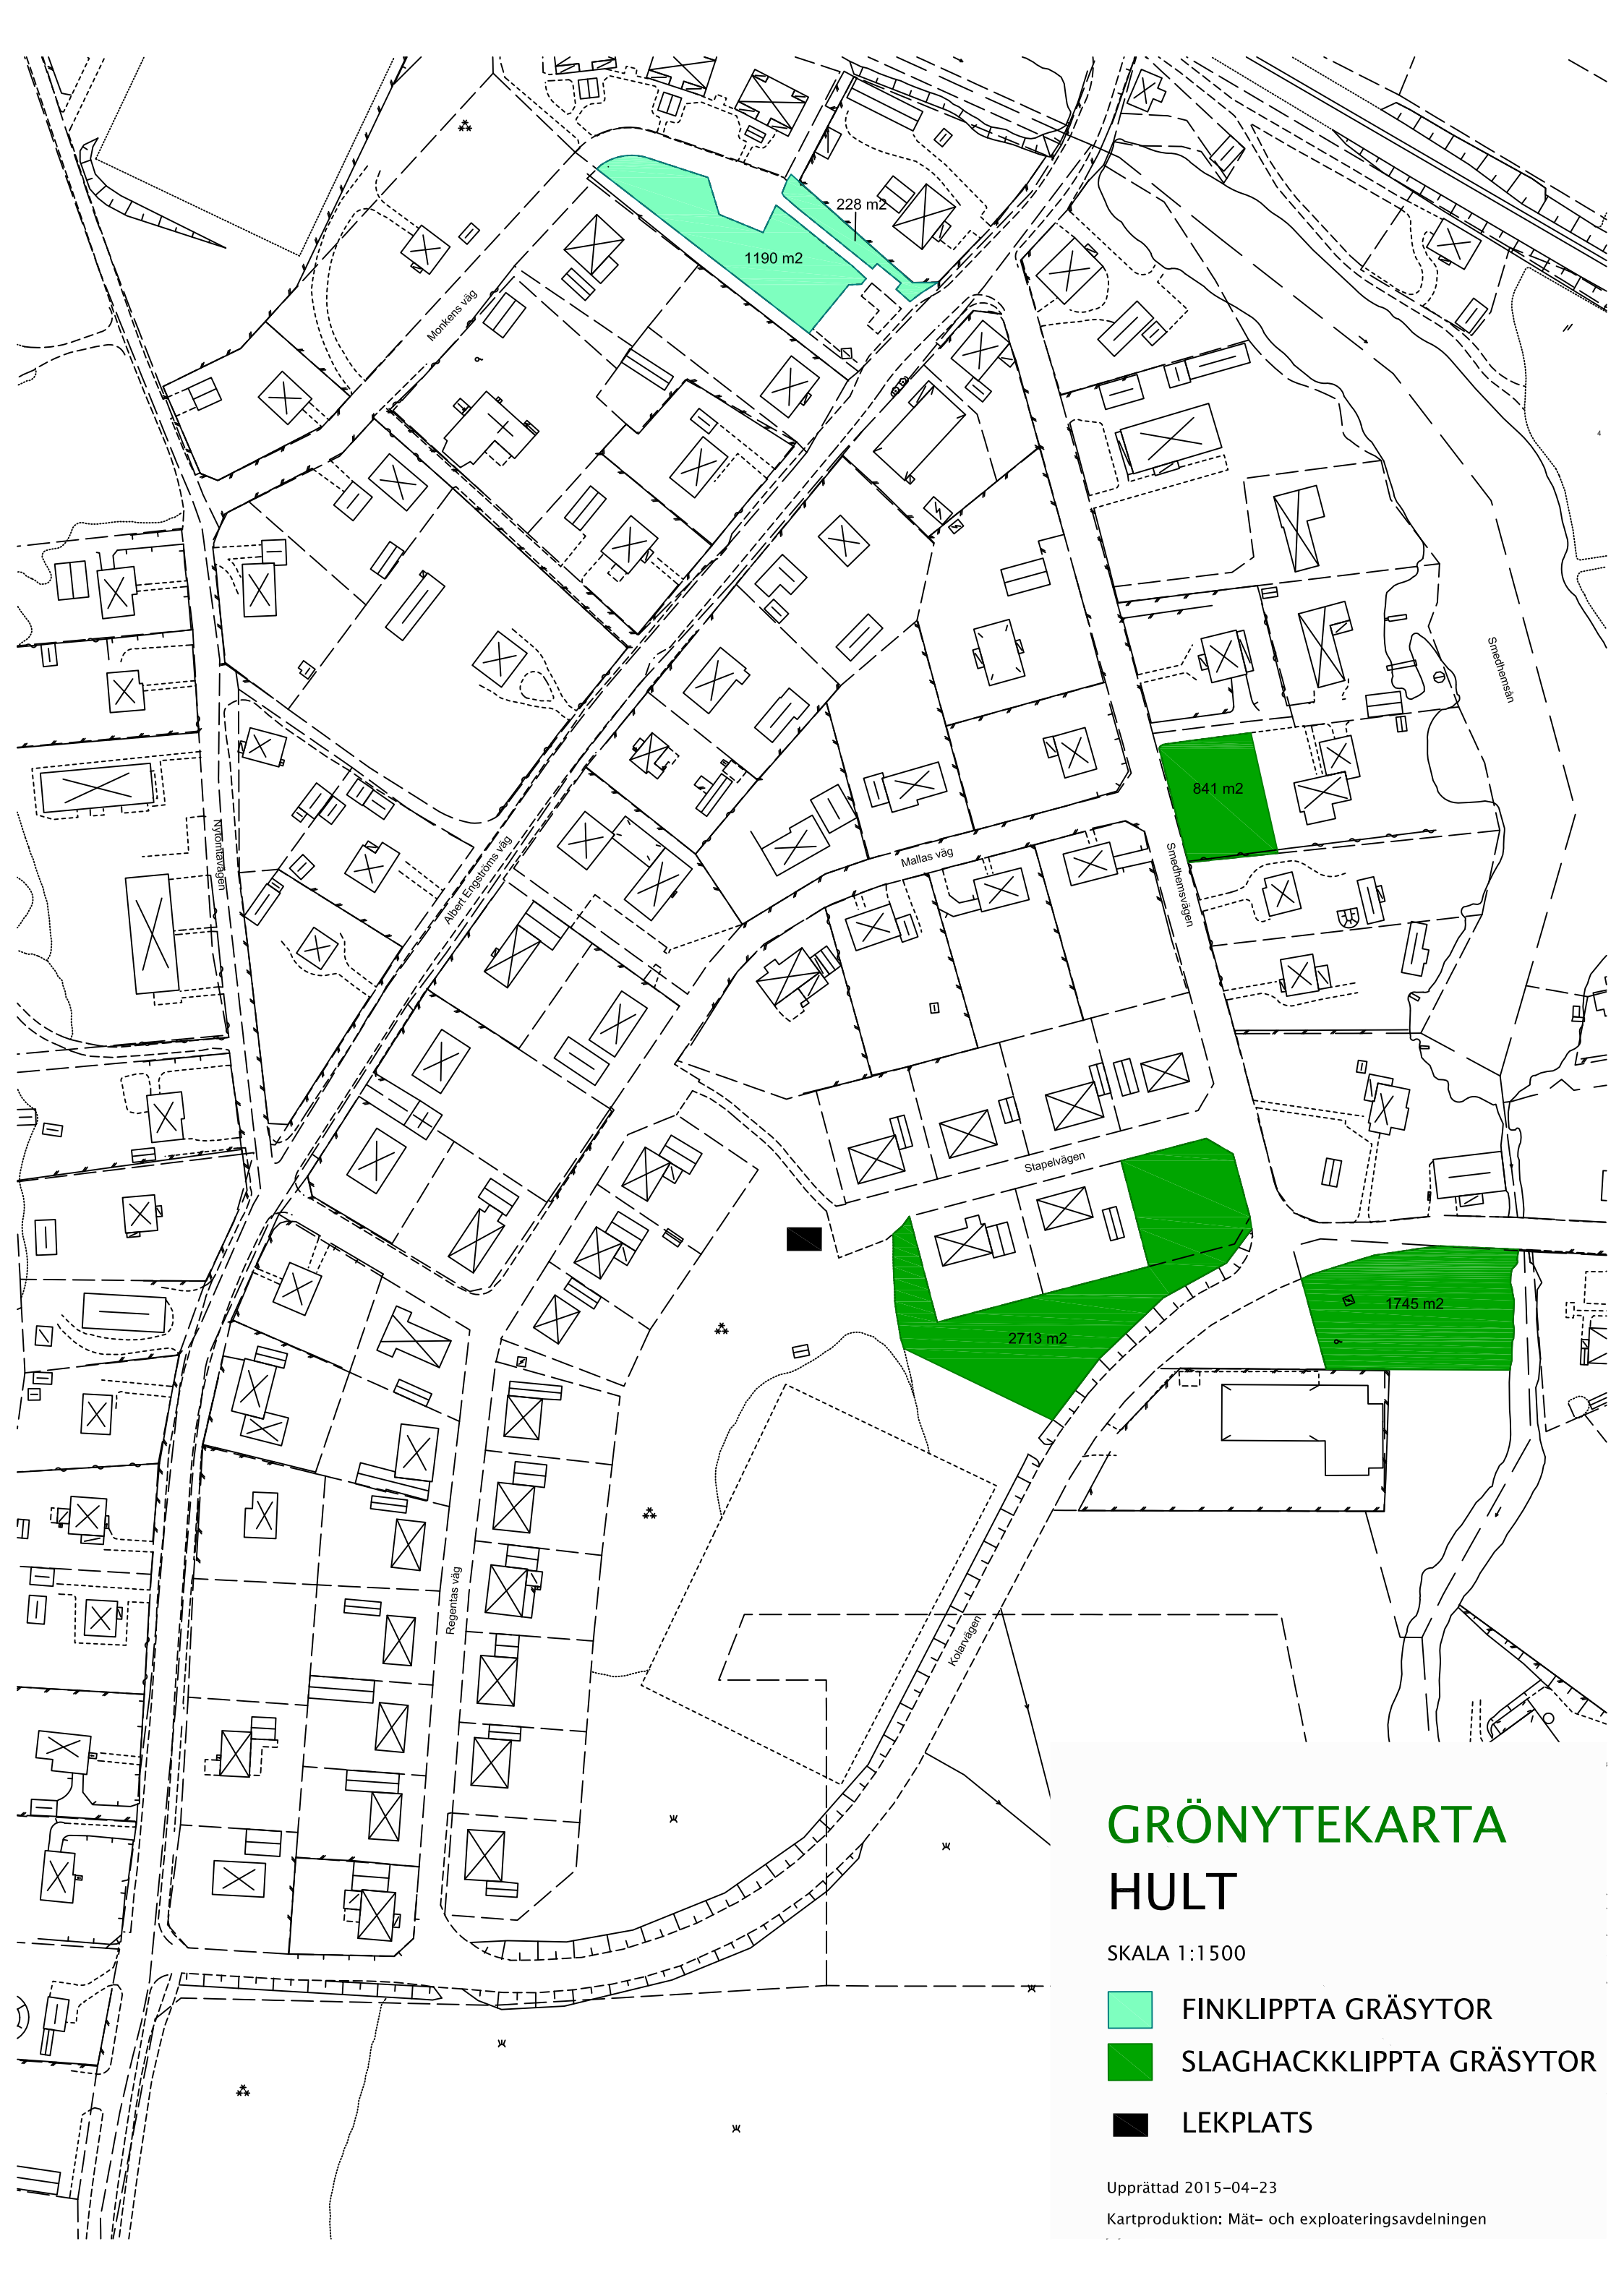 228 m2
1190 m2
Monkens väg
Smedhemsån
841 m2
Mallas väg
Albert Engströms väg
Smedhemsvägen
Stapelvägen
1745 m2
2713 m2
Regentas väg
Kolarvägen
GRÖNYTEKARTA
HULT
SKALA 1:1500
FINKLIPPTA GRÄSYTOR
SLAGHACKKLIPPTA GRÄSYTOR
LEKPLATS
Upprättad 2015-04-23
Kartproduktion: Mät- och exploateringsavdelningen